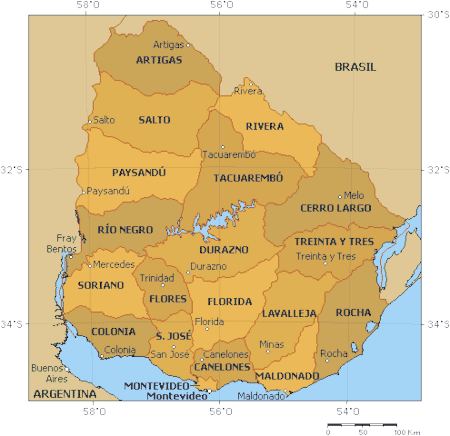 58°O
56°O
54°O
30°S
Artigas
ARTIGAS
BRASIL
Rivera
Salto
SALTO
RIVERA
Tacuarembó
32°S
32°S
PAYSANDÚ
TACUAREMBÓ
Paysandú
Melo
CERRO LARGO
RÍO NEGRO
Fray
Bentos
DURAZNO
TREINTA Y TRES
Treinta y Tres
Mercedes
Durazno
Trinidad
SORIANO
FLORES
FLORIDA
LAVALLEJA
ROCHA
34°S
34°S
COLONIA
Florida
S. JOSÉ
Minas
Colonia
San José
Canelones
Rocha
CANELONES
Buenos
Aires
MALDONADO
MONTEVIDEO
Montevideo
Maldonado
ARGENTINA
58°O
56°O
54°O
0
100 Km